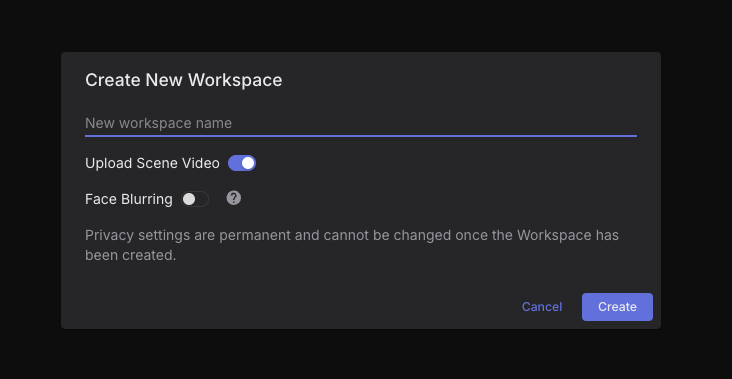 Create New Workspace
New workspace name
Upload Scene Video
Face Blurring ?
Privacy settings are permanent and cannot be changed once the Workspace has
been created.
Cancel Create